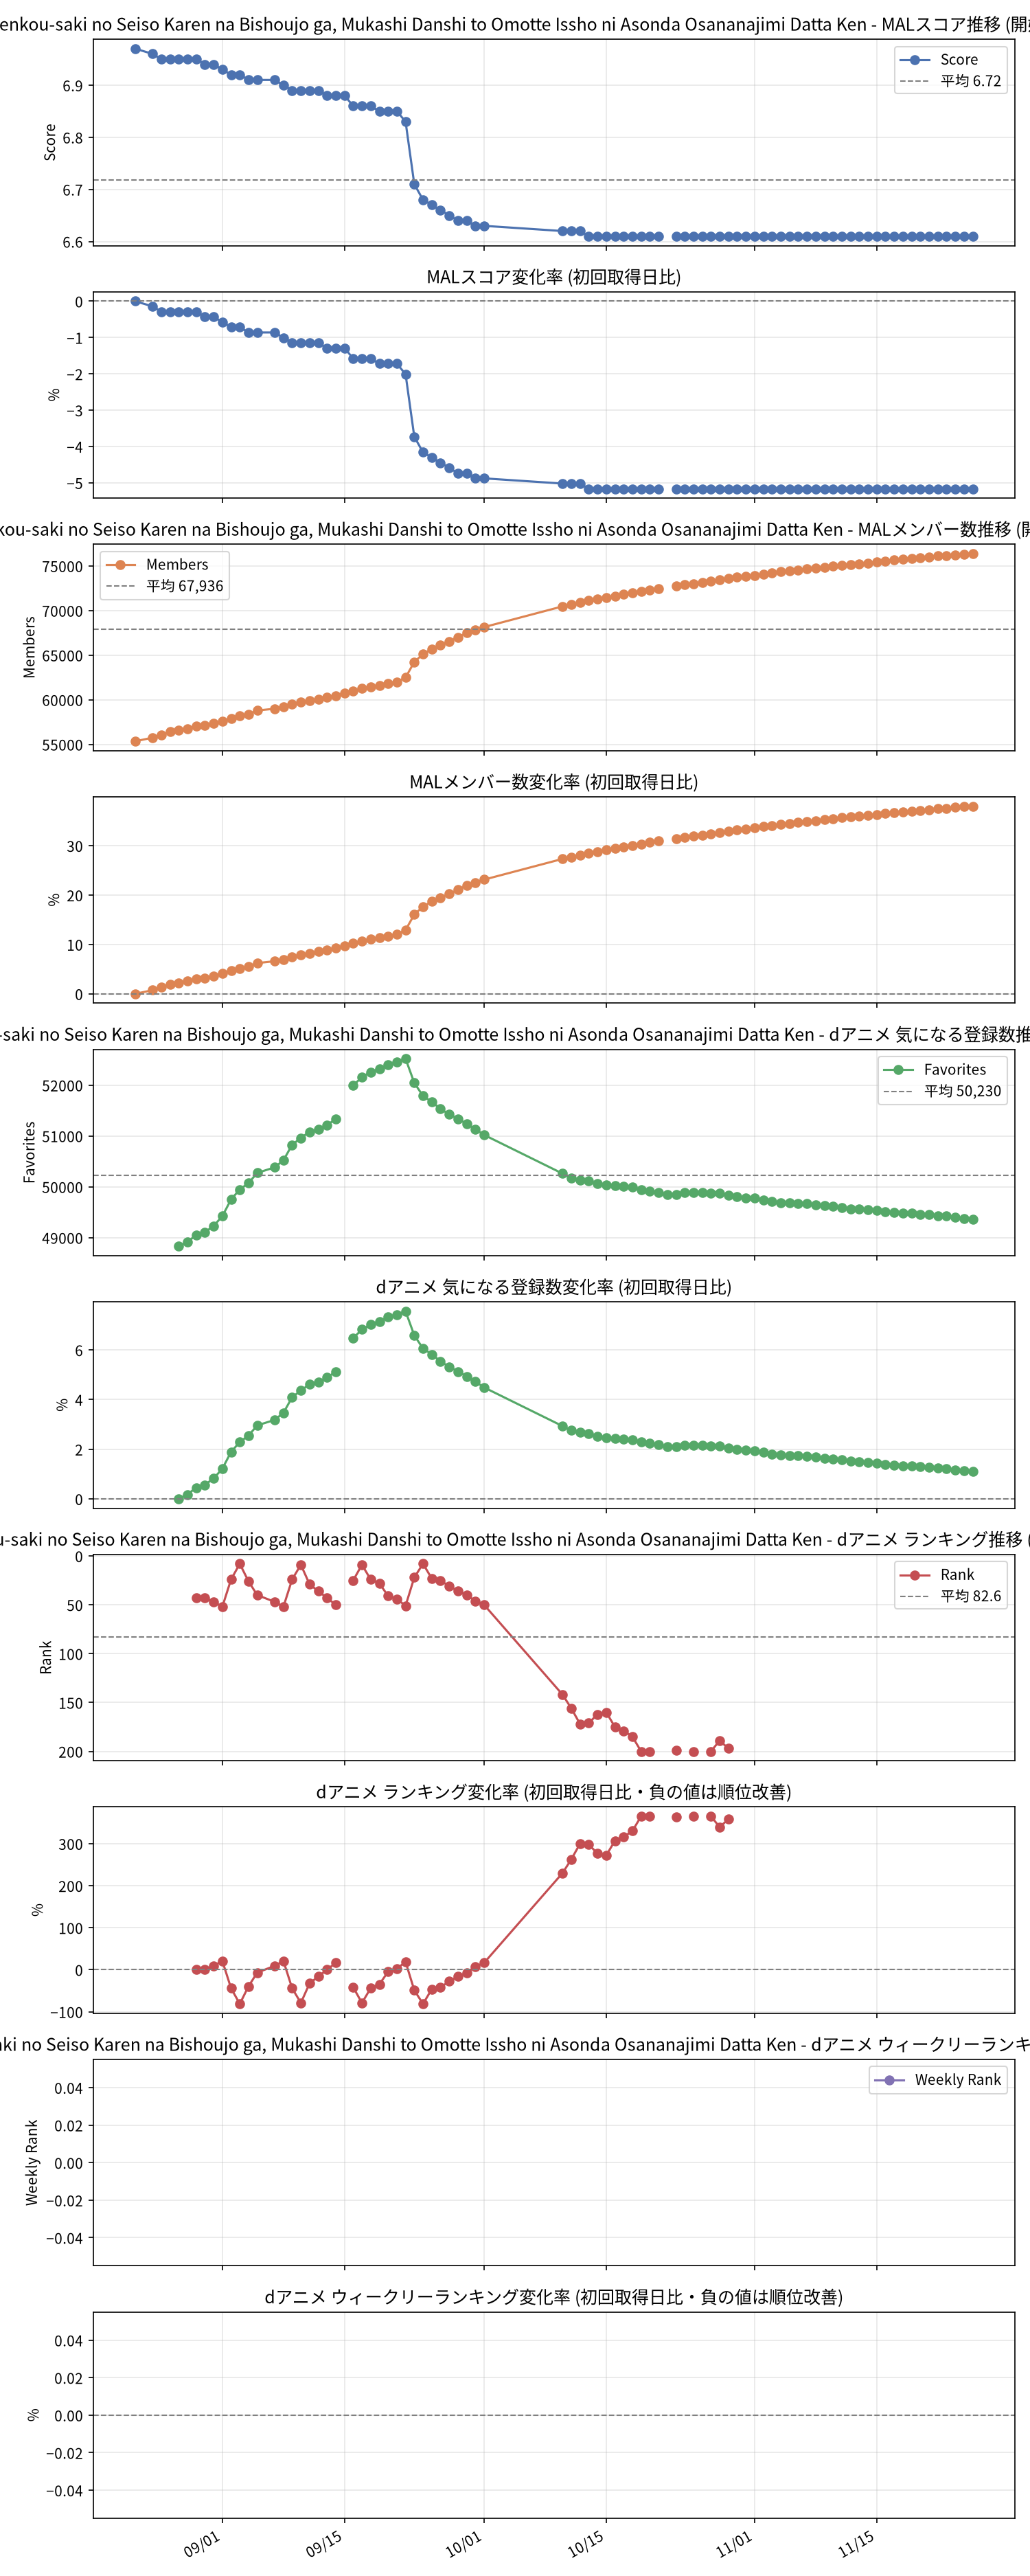 enkou-saki no Seiso Karen na Bishoujo ga, Mukashi Danshi to Omotte Issho ni Asonda Osananajimi Datta Ken - MALスコア推移 (開
Score
平均 6.72
Score
6.9
6.8
6.7
6.6
MALスコア変化率 (初回取得日比)
%
0
−1
−2
−3
−4
−5
kou-saki no Seiso Karen na Bishoujo ga, Mukashi Danshi to Omotte Issho ni Asonda Osananajimi Datta Ken - MALメンバー数推移 (開
Members
平均 67,936
Members
75000
70000
65000
60000
55000
MALメンバー数変化率 (初回取得日比)
%
30
20
10
0
-saki no Seiso Karen na Bishoujo ga, Mukashi Danshi to Omotte Issho ni Asonda Osananajimi Datta Ken - dアニメ 気になる登録数推
Favorites
平均 50,230
Favorites
52000
51000
50000
49000
dアニメ 気になる登録数変化率 (初回取得日比)
%
6
4
2
0
u-saki no Seiso Karen na Bishoujo ga, Mukashi Danshi to Omotte Issho ni Asonda Osananajimi Datta Ken - dアニメ ランキング推移 (
Rank
平均 82.6
Rank
0
50
100
150
200
dアニメ ランキング変化率 (初回取得日比・負の値は順位改善)
%
300
200
100
0
−100
ki no Seiso Karen na Bishoujo ga, Mukashi Danshi to Omotte Issho ni Asonda Osananajimi Datta Ken - dアニメ ウィークリーランキ
Weekly Rank
Weekly Rank
0.04
0.02
0.00
−0.02
−0.04
dアニメ ウィークリーランキング変化率 (初回取得日比・負の値は順位改善)
%
0.04
0.02
0.00
−0.02
−0.04
09/01
09/15
10/01
10/15
11/01
11/15